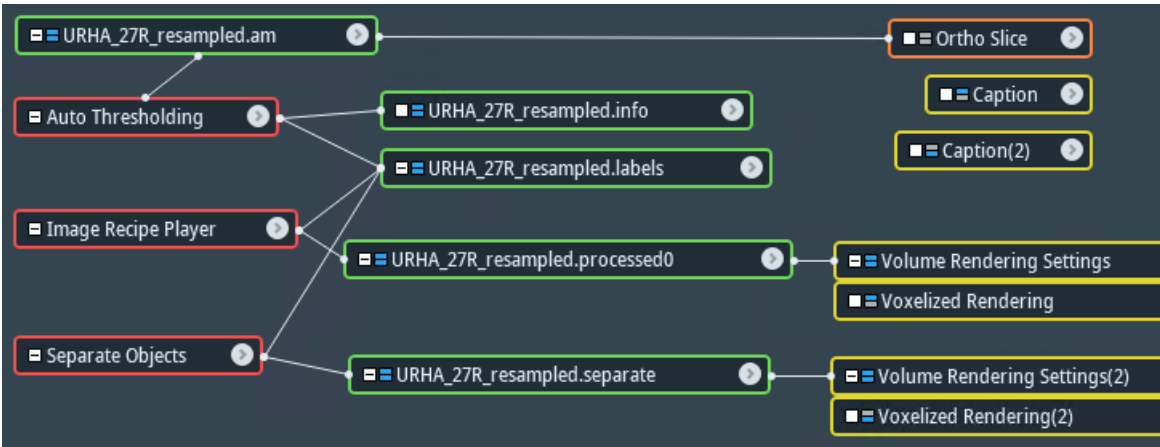 URHA_27R_resampled.am
Ortho Slice
Caption
Auto Thresholding
URHA_27R_resampled.info
Caption(2)
URHA_27R_resampled.labels
Image Recipe Player
URHA_27R_resampled.processed0
Volume Rendering Settings
Voxelized Rendering
Separate Objects
URHA_27R_resampled.separate
Volume Rendering Settings(2)
Voxelized Rendering(2)